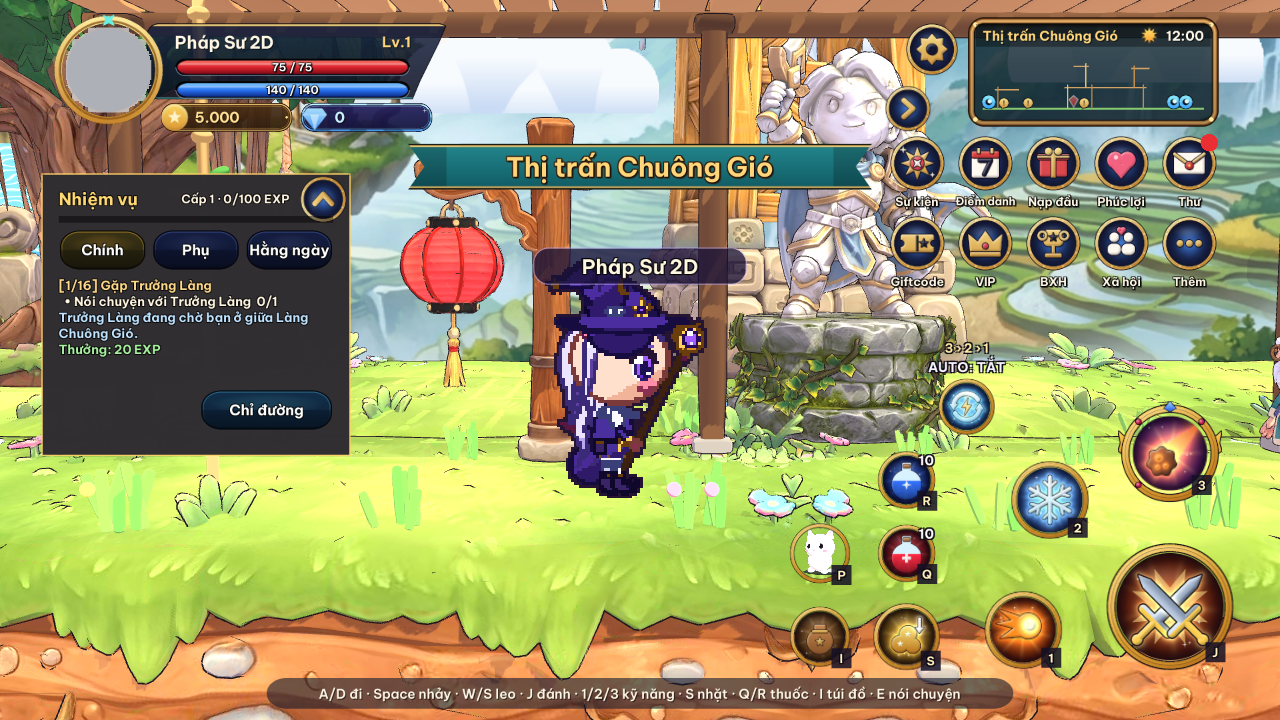 Pháp Sư 2D
Lv.1
75 / 75
140 / 140
5.000
0
Thị trấn Chuông Gió
12:00
Thị trấn Chuông Gió
Nhiệm vụ
Cấp 1 · 0/100 EXP
Chính
Phụ
Hằng ngày
[1/16] Gặp Trưởng Làng
• Nói chuyện với Trưởng Làng 0/1
Trưởng Làng đang chờ bạn ở giữa Làng
Chuông Gió.
Thưởng: 20 EXP
Chỉ đường
Pháp Sư 2D
7
Sự kiện
Điểm danh
Nạp đầu
Phúc lợi
Thư
Giftcode
VIP
BXH
Xã hội
Thêm
3›2›1
AUTO: TẮT
10
R
10
Q
P
I
S
1
2
3
J
A/D đi · Space nhảy · W/S leo · J đánh · 1/2/3 kỹ năng · S nhặt · Q/R thuốc · I túi đồ · E nói chuyện